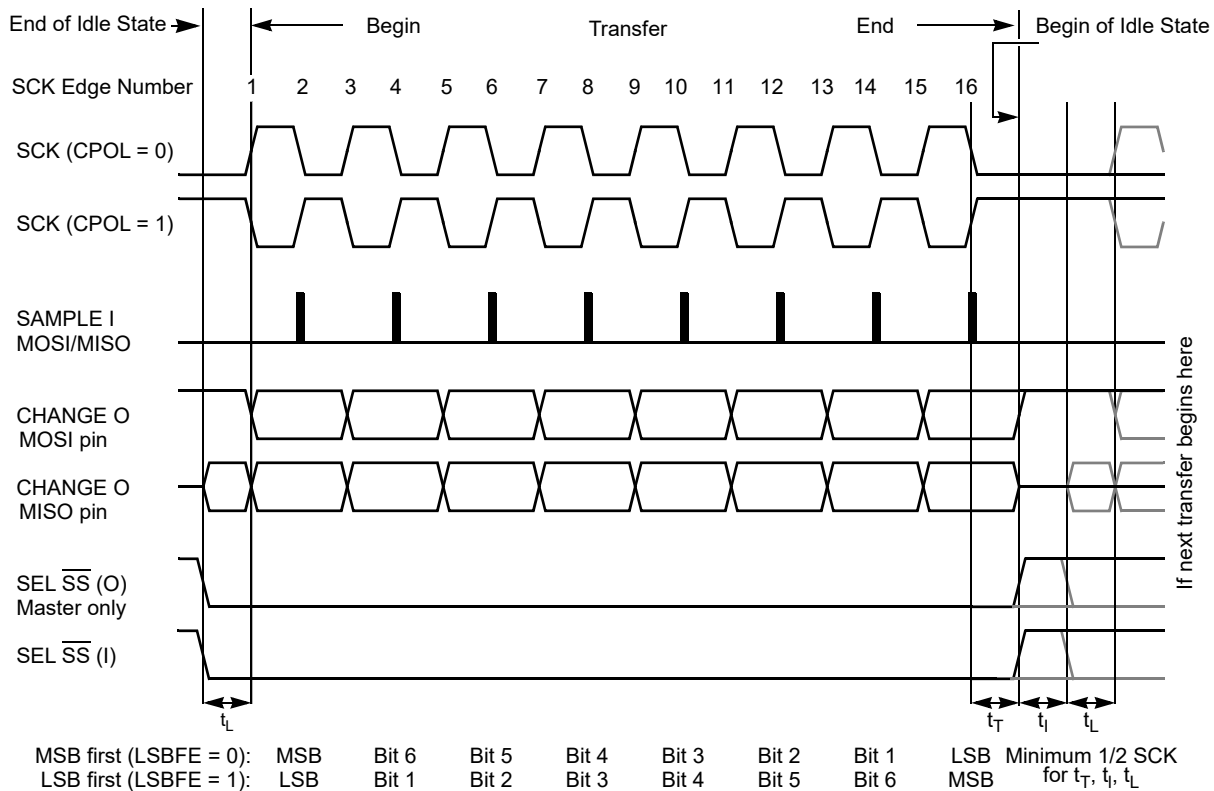 End of Idle State Begin Transfer End Begin of Idle State
SCK Edge Number 1 2 3 4 5 6 7 8 9 10 11 12 13 14 15 16
SCK (CPOL = 0)
SCK (CPOL = 1)
SAMPLE I
MOSI/MISO
CHANGE O
MOSI pin
CHANGE O
MISO pin
SEL SS (O)
Master only
SEL SS (I)
If next transfer begins here
tL tT tI tL
MSB first (LSBFE = 0): MSB Bit 6 Bit 5 Bit 4 Bit 3 Bit 2 Bit 1 LSB Minimum 1/2 SCK
LSB first (LSBFE = 1): LSB Bit 1 Bit 2 Bit 3 Bit 4 Bit 5 Bit 6 MSB for tT, tI, tL